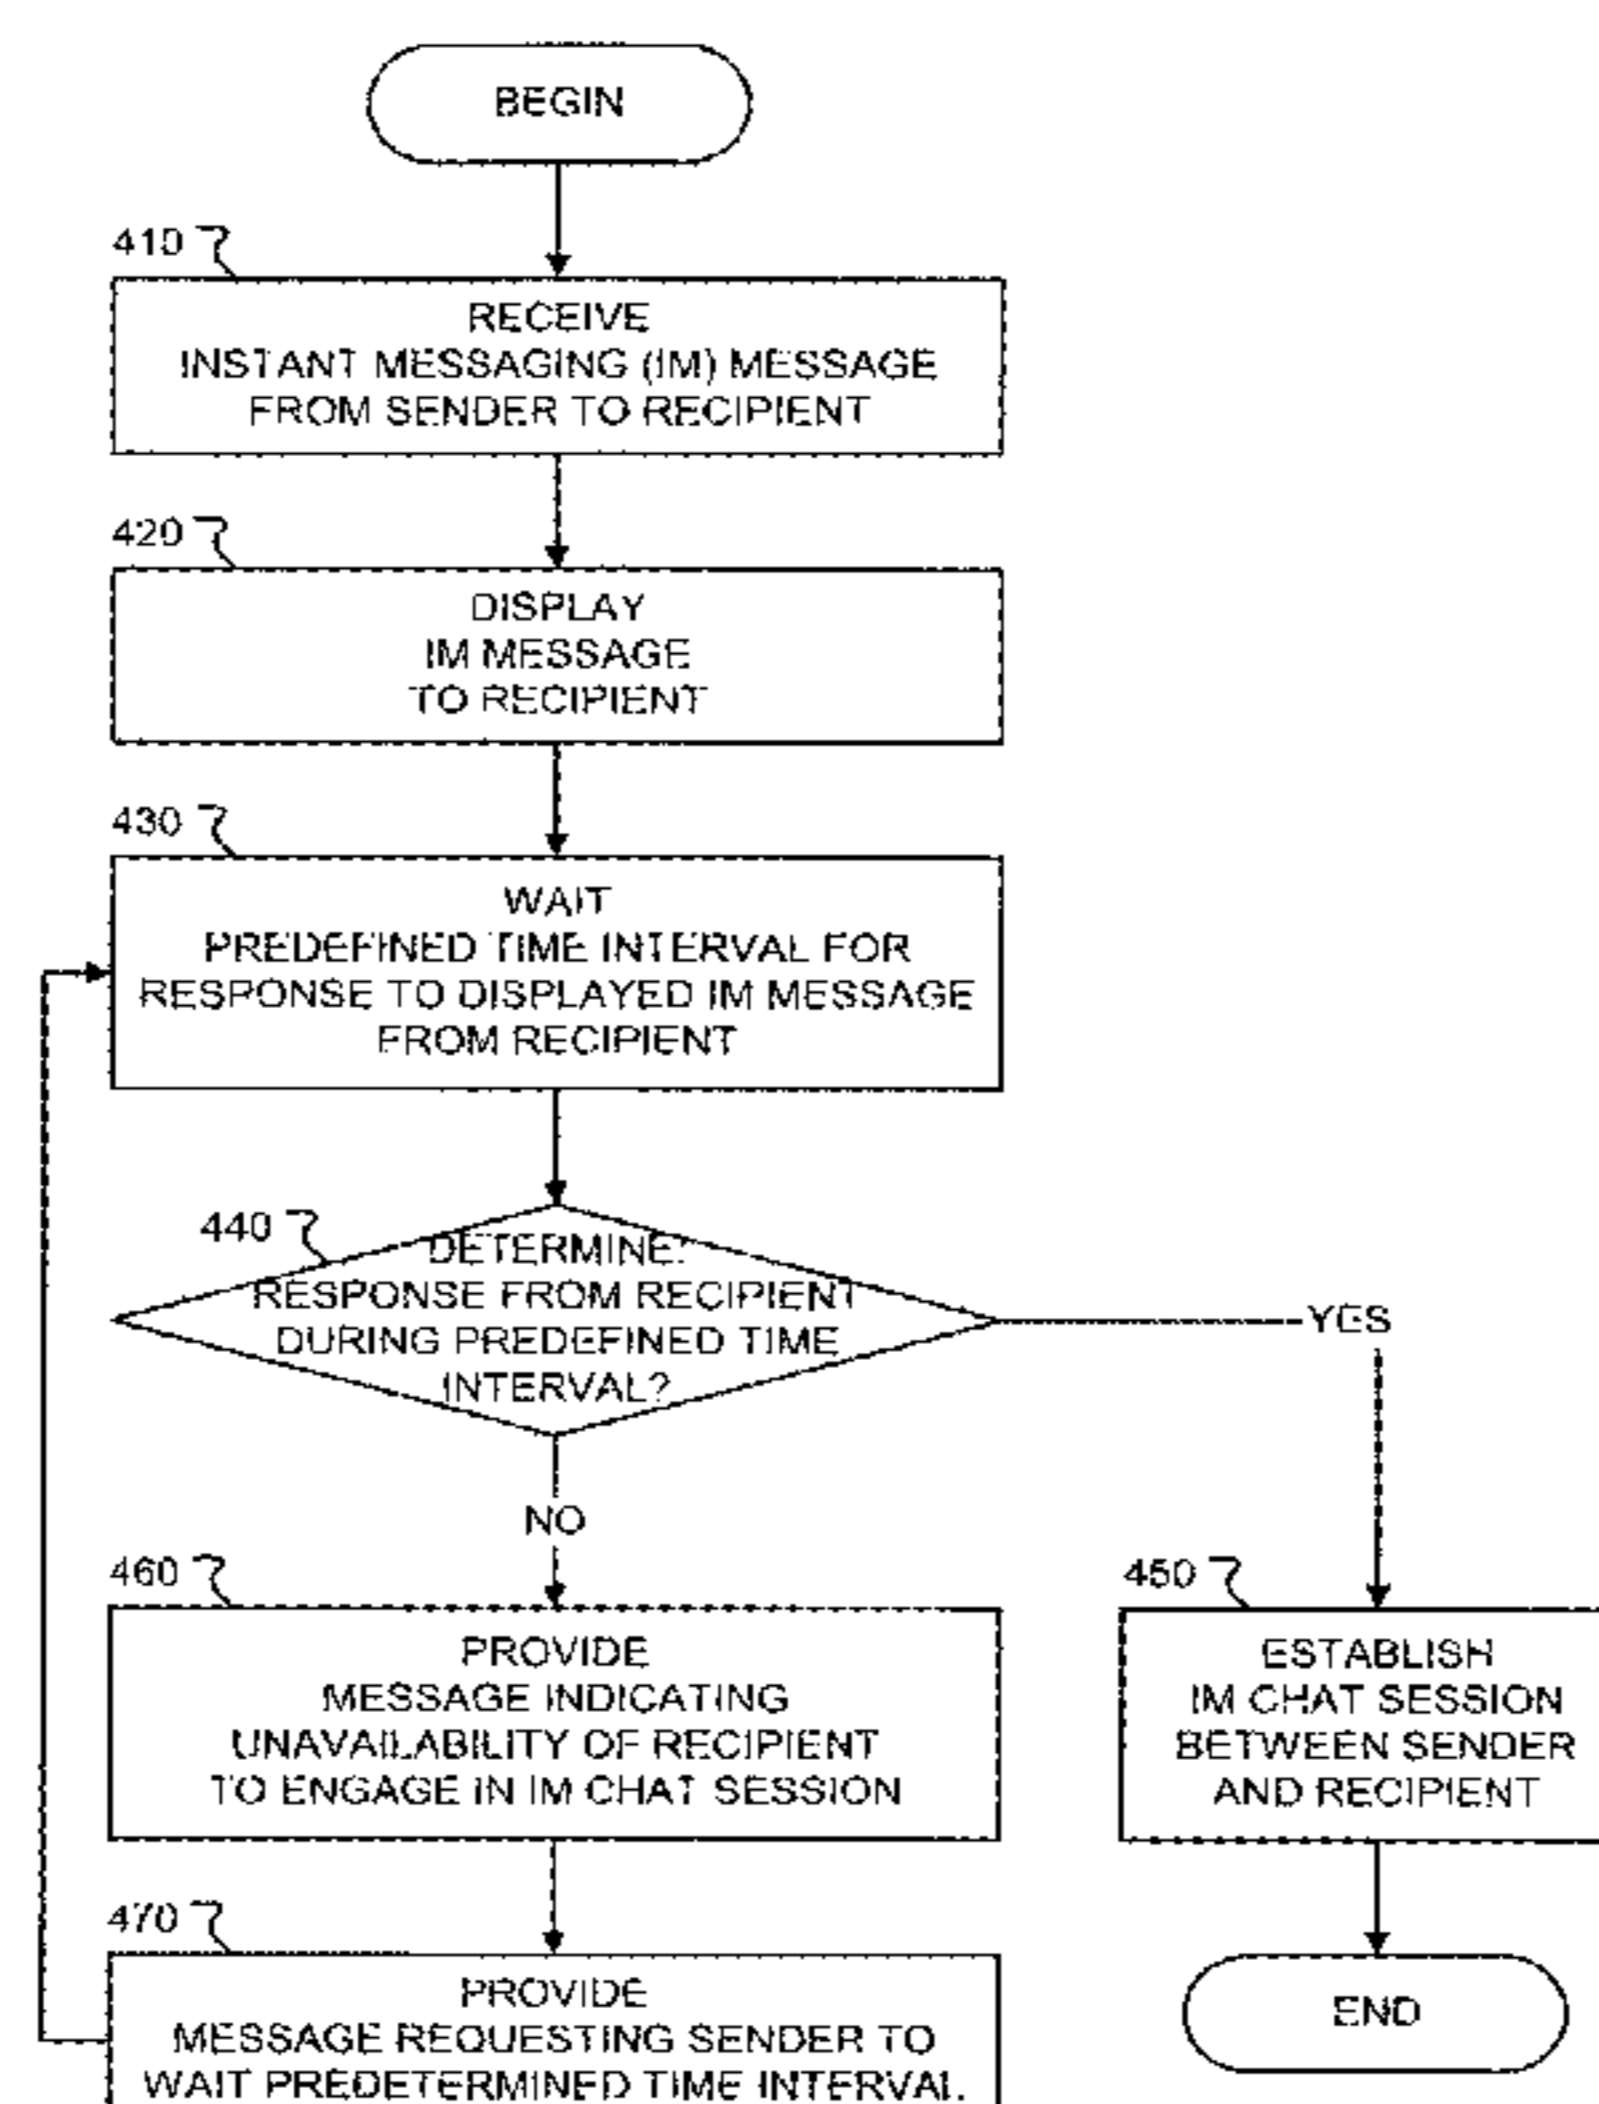 BEGIN
410
RECEIVE
INSTANT MESSAGING (IM) MESSAGE
FROM SENDER TO RECIPIENT
420
DISPLAY
IM MESSAGE
TO RECIPIENT
430
WAIT
PREDEFINED TIME INTERVAL FOR
RESPONSE TO DISPLAYED IM MESSAGE
FROM RECIPIENT
440
DETERMINE:
RESPONSE FROM RECIPIENT
DURING PREDEFINED TIME
INTERVAL?
YES
NO
460
PROVIDE
MESSAGE INDICATING
UNAVAILABILITY OF RECIPIENT
TO ENGAGE IN IM CHAT SESSION
450
ESTABLISH
IM CHAT SESSION
BETWEEN SENDER
AND RECIPIENT
470
PROVIDE
MESSAGE REQUESTING SENDER TO
WAIT PREDETERMINED TIME INTERVAL
END